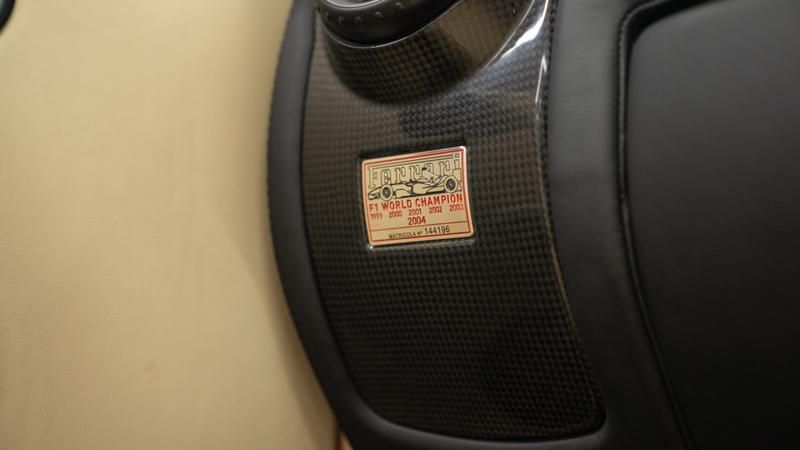 Ferrari
F1 WORLD CHAMPION
1999 2000 2001 2002 2003
2004
MATRICOLA Nº 144196